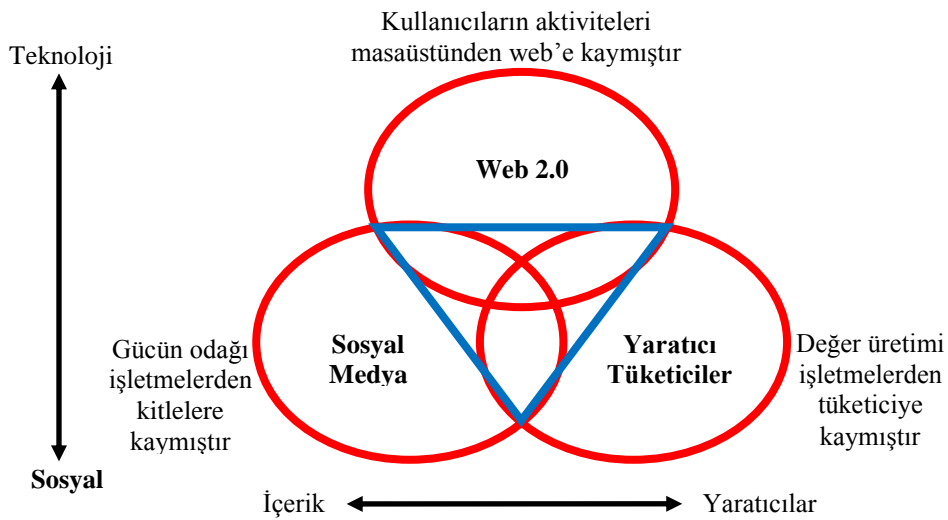 Kullanıcıların aktiviteleri
masaüstünden web’e kaymıştır
Teknoloji
Web 2.0
Gücün odağı
işletmelerden
kitlelere
kaymıştır
Sosyal
Medya
Yaratıcı
Tüketiciler
Değer üretimi
işletmelerden
tüketiciye
kaymıştır
Sosyal
İçerik
Yaratıcılar